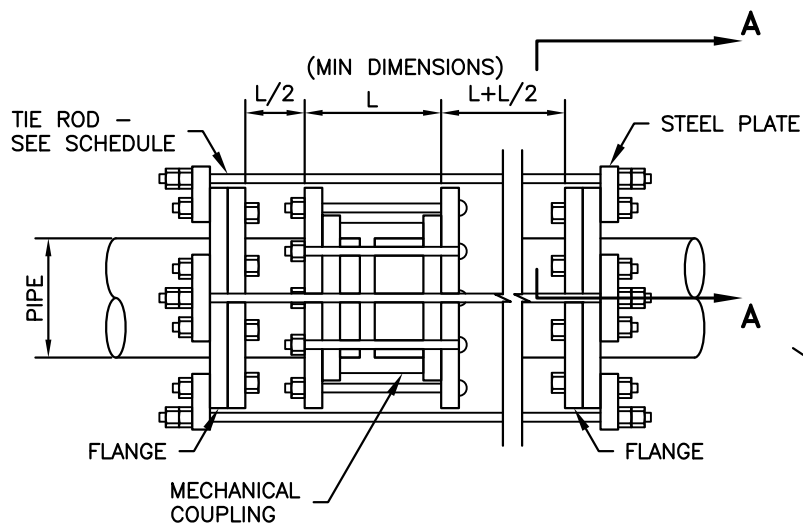 A
(MIN DIMENSIONS)
L/2
L
L+L/2
TIE ROD –
SEE SCHEDULE
STEEL PLATE
PIPE
A
FLANGE
FLANGE
MECHANICAL
COUPLING